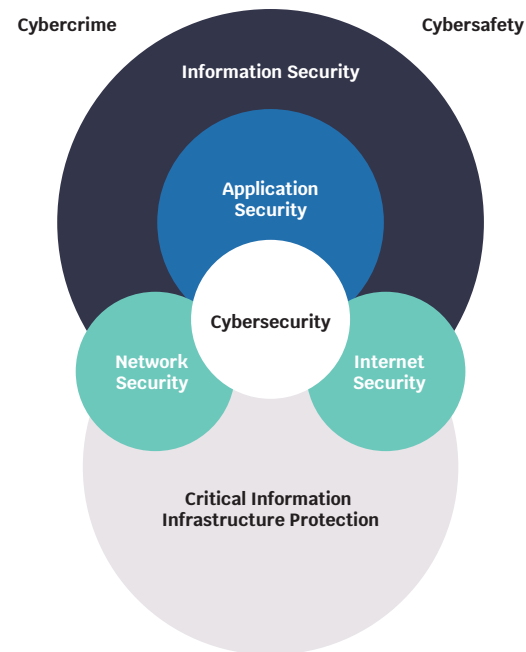 Cybercrime
Cybersafety
Information Security
Application
Security
Cybersecurity
Network
Security
Internet
Security
Critical Information
Infrastructure Protection